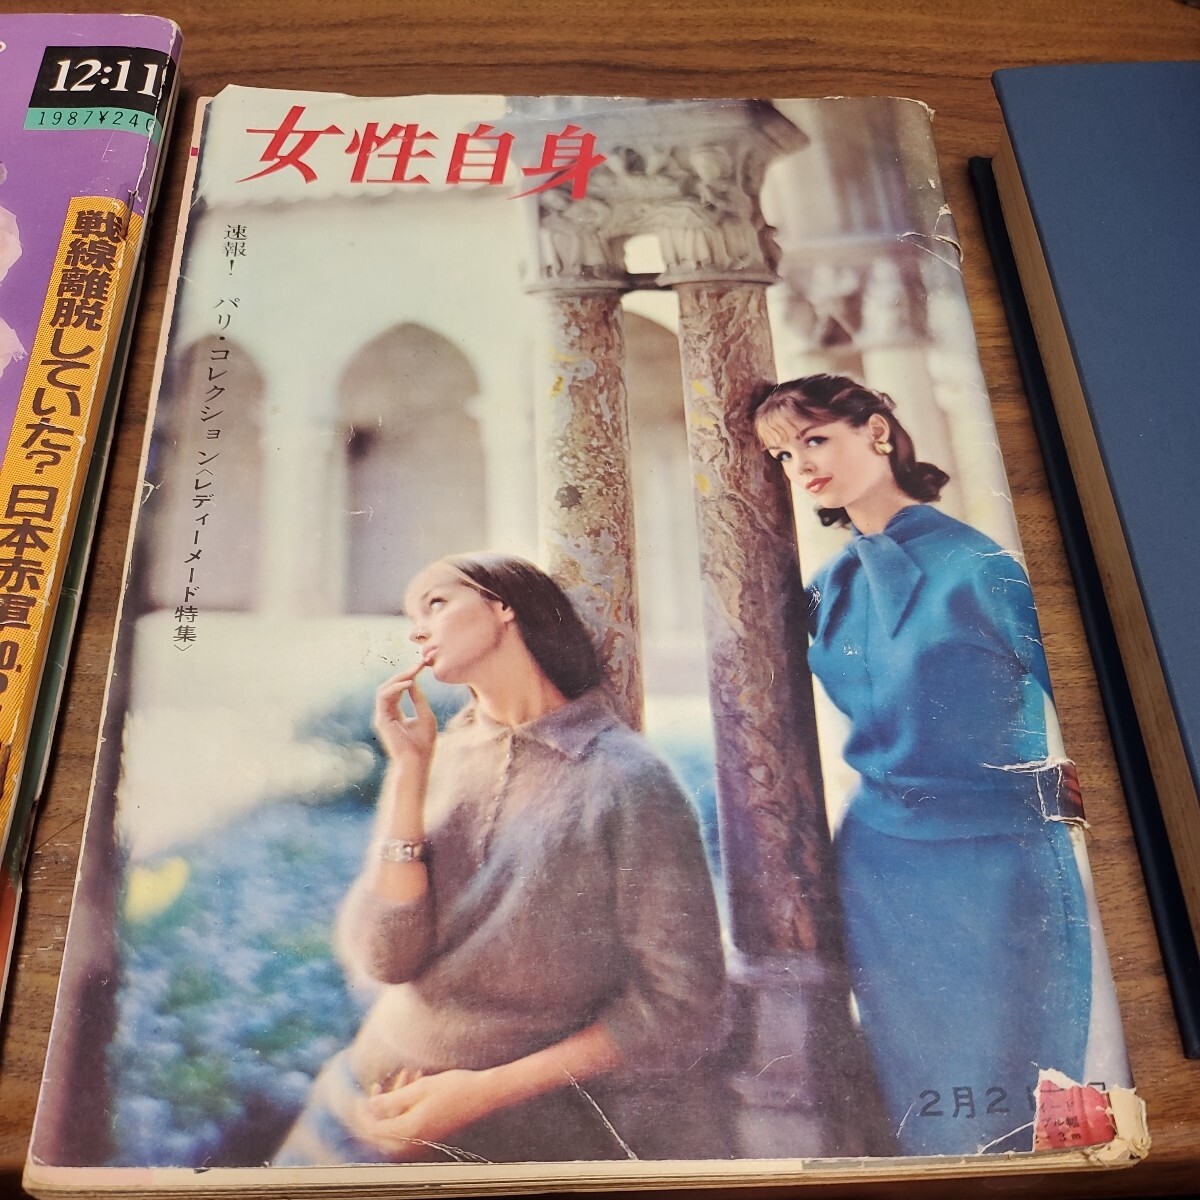 12:11
1987¥240
戦線離脱していた?日本赤軍
女性自身
速報! パリ・コレクション〈レディーメード特集〉
2月2